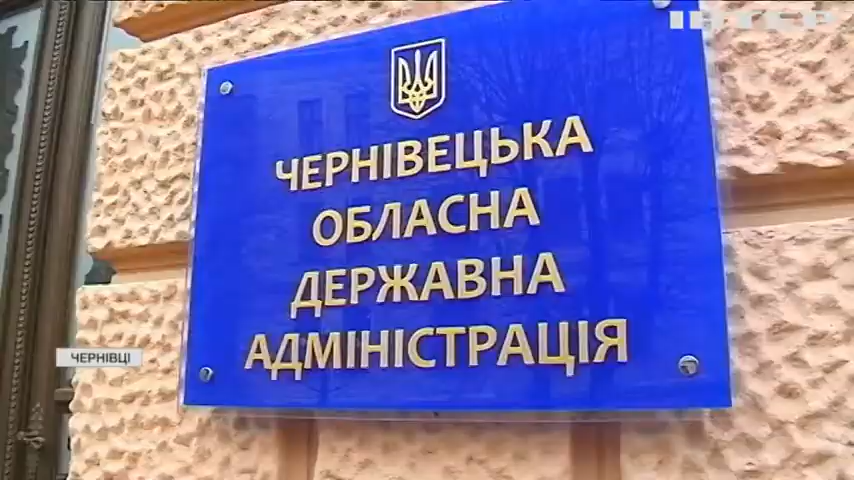 ІНТЕР
ЧЕРНІВЕЦЬКА
ОБЛАСНА
ДЕРЖАВНА
АДМІНІСТРАЦІЯ
ЧЕРНІВЦІ